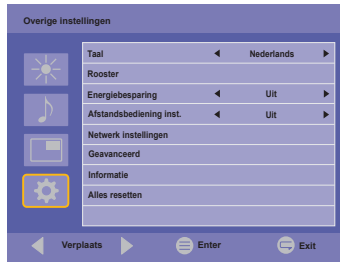 Overige instellingen
Taal Nederlands
Rooster
Energiebesparing Uit
Afstandsbediening inst. Uit
Netwerk instellingen
Geavanceerd
Informatie
Alles resetten
Verplaats Enter Exit